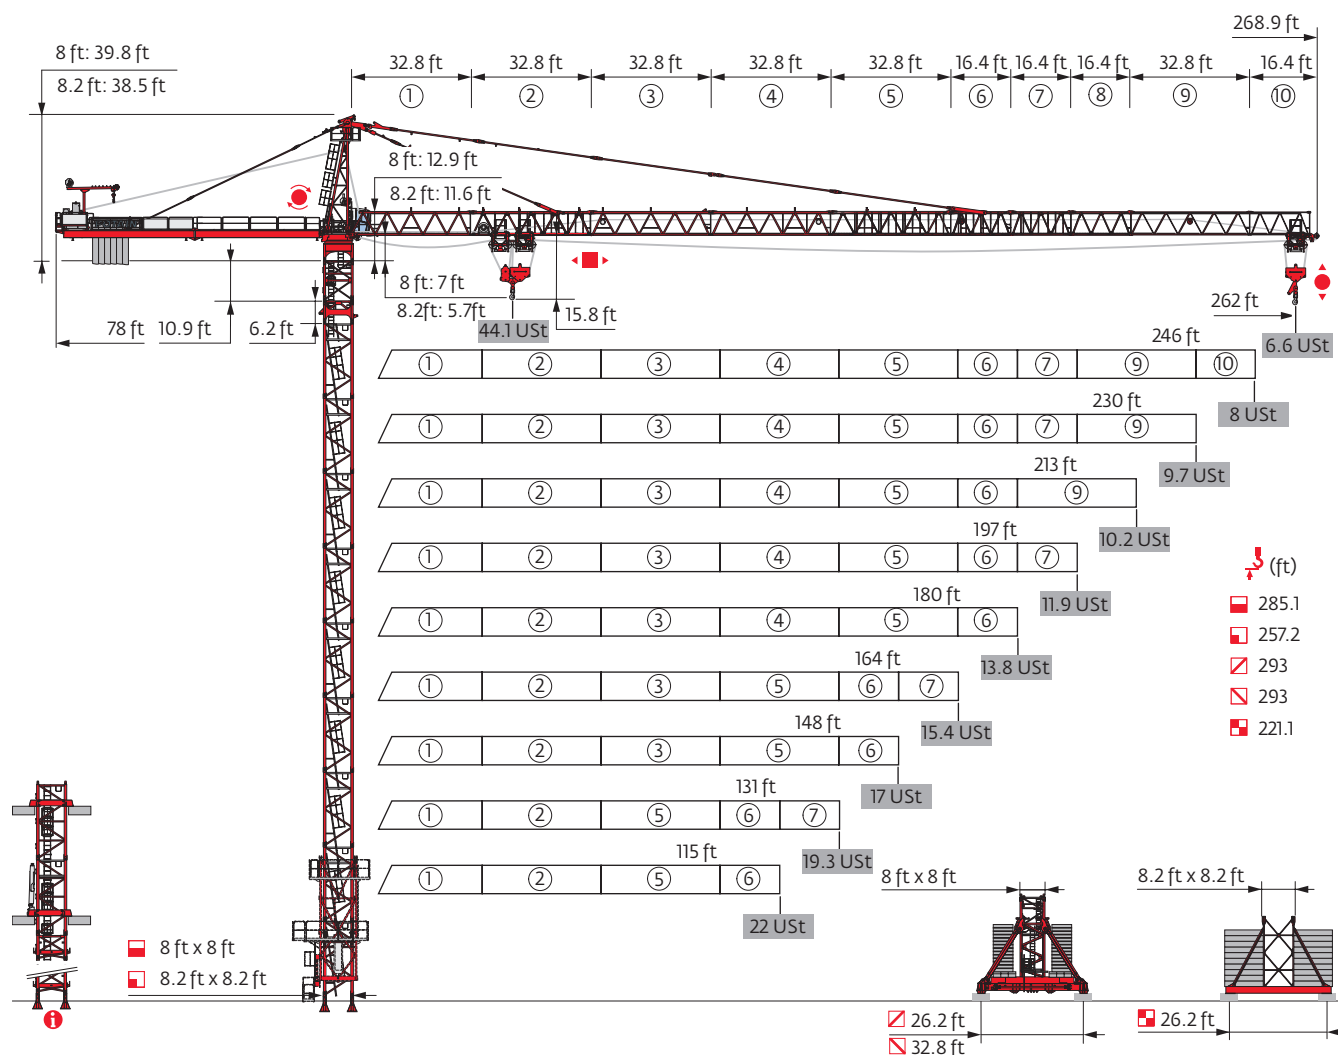 268.9 ft
8 ft: 39.8 ft
8.2 ft: 38.5 ft
32.8 ft 32.8 ft 32.8 ft 32.8 ft 32.8 ft 16.4 ft 16.4 ft 16.4 ft 32.8 ft 16.4 ft
① ② ③ ④ ⑤ ⑥ ⑦ ⑧ ⑨ ⑩
8 ft: 12.9 ft
8.2 ft: 11.6 ft
8 ft: 7 ft
8.2ft: 5.7ft
78 ft 10.9 ft 6.2 ft
44.1 USt
15.8 ft
262 ft
6.6 USt
246 ft
① ② ③ ④ ⑤ ⑥ ⑦ ⑨ ⑩
8 USt
230 ft
① ② ③ ④ ⑤ ⑥ ⑦ ⑨
9.7 USt
213 ft
① ② ③ ④ ⑤ ⑥ ⑨
10.2 USt
197 ft
① ② ③ ④ ⑤ ⑥ ⑦
11.9 USt
180 ft
① ② ③ ④ ⑤ ⑥
13.8 USt
164 ft
① ② ③ ⑤ ⑥ ⑦
15.4 USt
148 ft
① ② ③ ⑤ ⑥
17 USt
131 ft
① ② ⑤ ⑥ ⑦
19.3 USt
115 ft
① ② ⑤ ⑥
22 USt
(ft)
285.1
257.2
293
293
221.1
8 ft x 8 ft
8.2 ft x 8.2 ft
i
8 ft x 8 ft
26.2 ft
32.8 ft
8.2 ft x 8.2 ft
26.2 ft